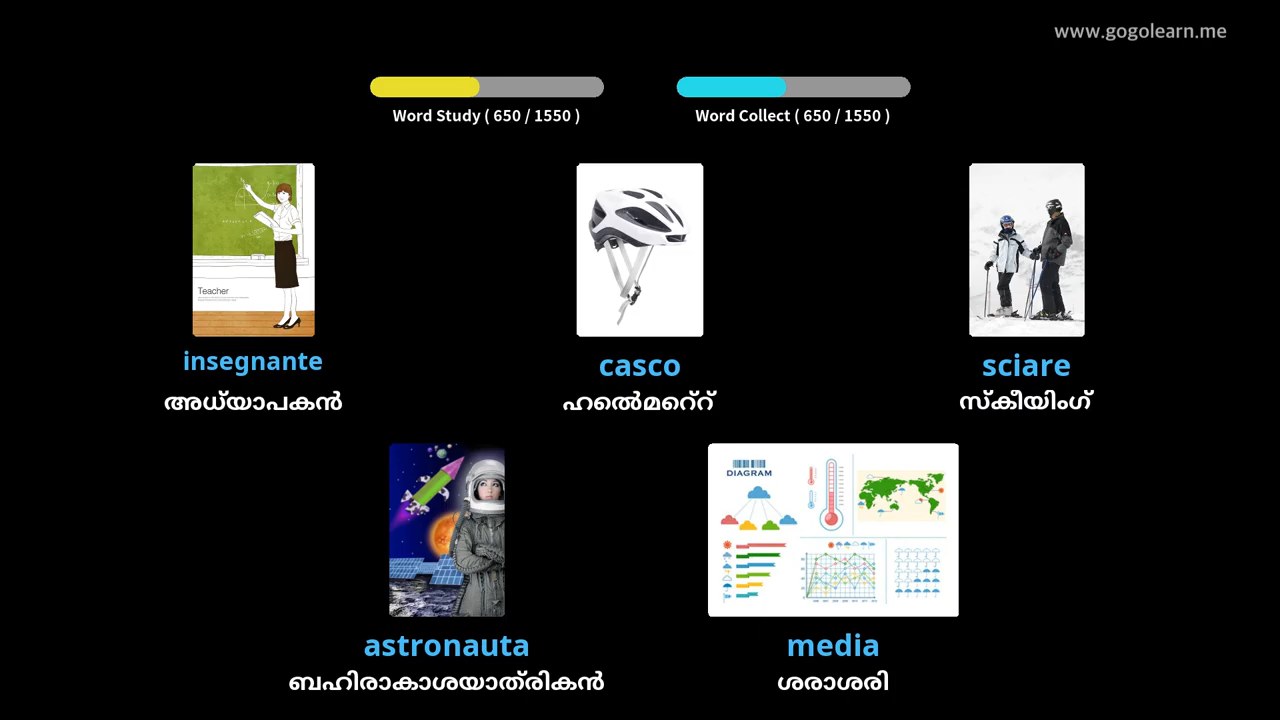 www.gogolearn.me
Word Study ( 650 / 1550 )
Word Collect ( 650 / 1550 )
Teacher
insegnante
casco
sciare
അധ്യാപകൻ
ഹെൽമെറ്റ്
സ്കീയിംഗ്
DIAGRAM
astronauta
media
ബഹിരാകാശയാത്രികൻ
ശരാശരി